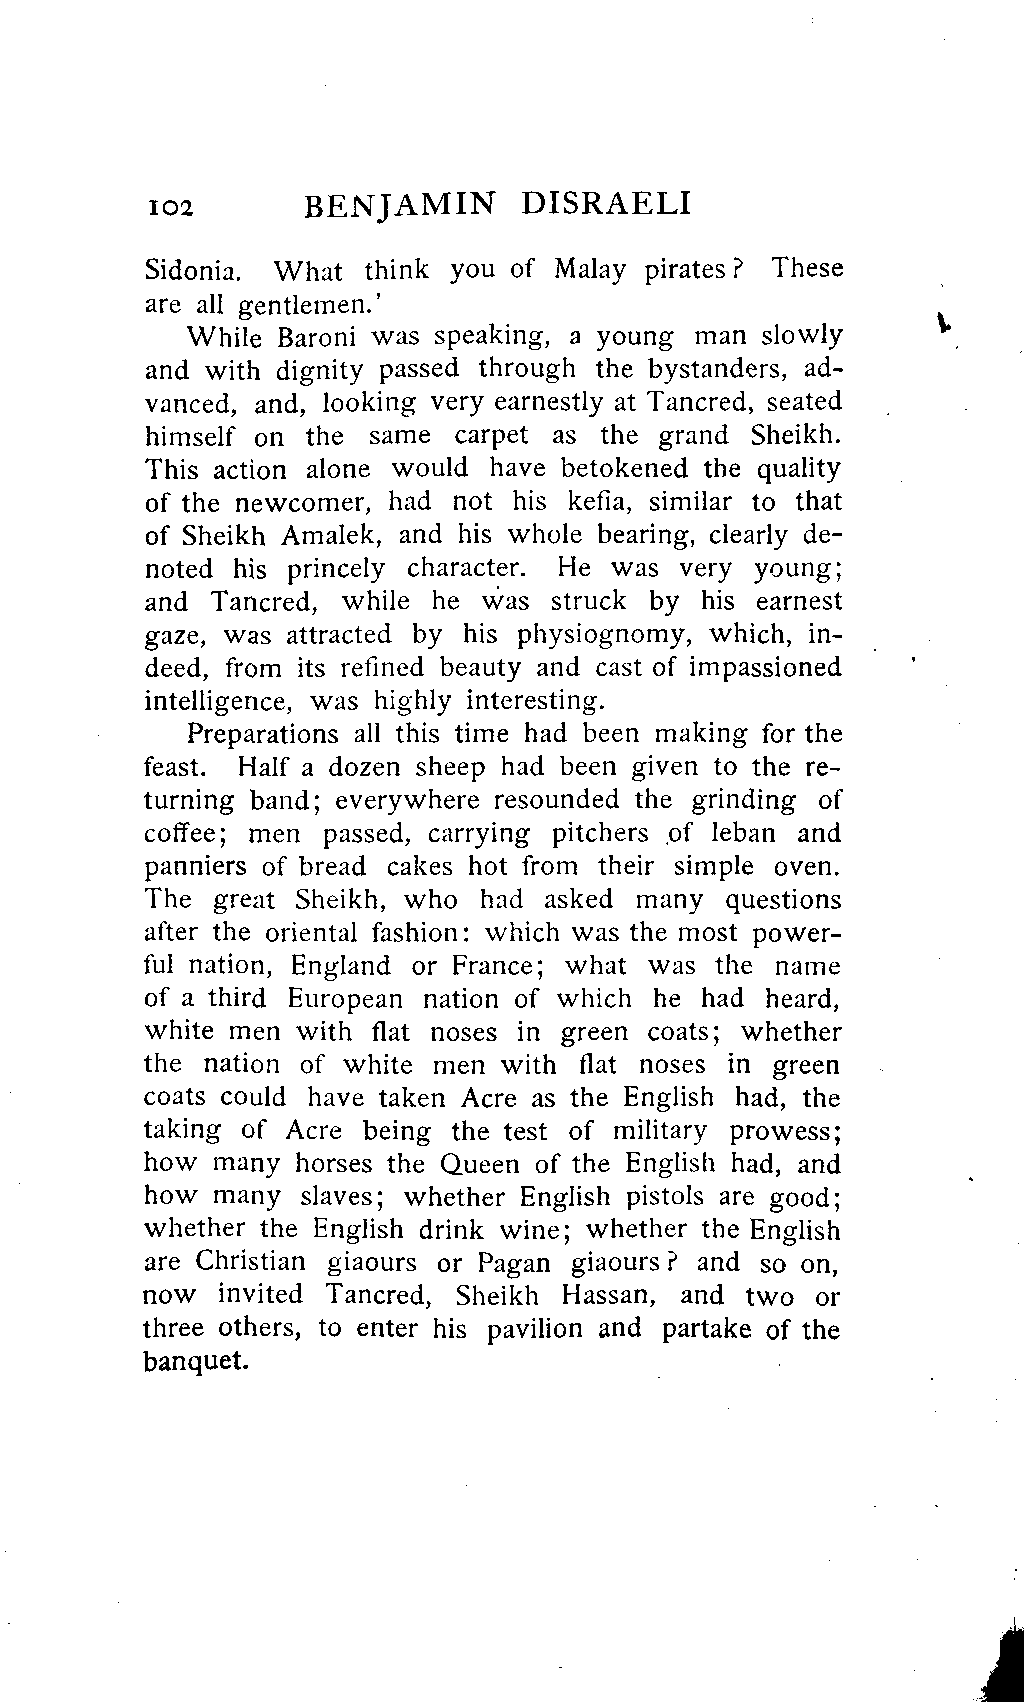 102 BENJAMIN DISRAELI
Sidonia. What think you of Malay pirates? These
are all gentlemen.'
While Baroni was speaking, a young man slowly
and with dignity passed through the bystanders, ad-
vanced, and, looking very earnestly at Tancred, seated
himself on the same carpet as the grand Sheikh.
This action alone would have betokened the quality
of the newcomer, had not his kefia, similar to that
of Sheikh Amalek, and his whole bearing, clearly de-
noted his princely character. He was very young;
and Tancred, while he was struck by his earnest
gaze, was attracted by his physiognomy, which, in-
deed, from its refined beauty and cast of impassioned
intelligence, was highly interesting.
Preparations all this time had been making for the
feast. Half a dozen sheep had been given to the re-
turning band; everywhere resounded the grinding of
coffee; men passed, carrying pitchers of leban and
panniers of bread cakes hot from their simple oven.
The great Sheikh, who had asked many questions
after the oriental fashion: which was the most power-
ful nation, England or France; what was the name
of a third European nation of which he had heard,
white men with flat noses in green coats; whether
the nation of white men with flat noses in green
coats could have taken Acre as the English had, the
taking of Acre being the test of military prowess;
how many horses the Queen of the English had, and
how many slaves; whether English pistols are good;
whether the English drink wine; whether the English
are Christian giaours or Pagan giaours? and so on,
now invited Tancred, Sheikh Hassan, and two or
three others, to enter his pavilion and partake of the
banquet.